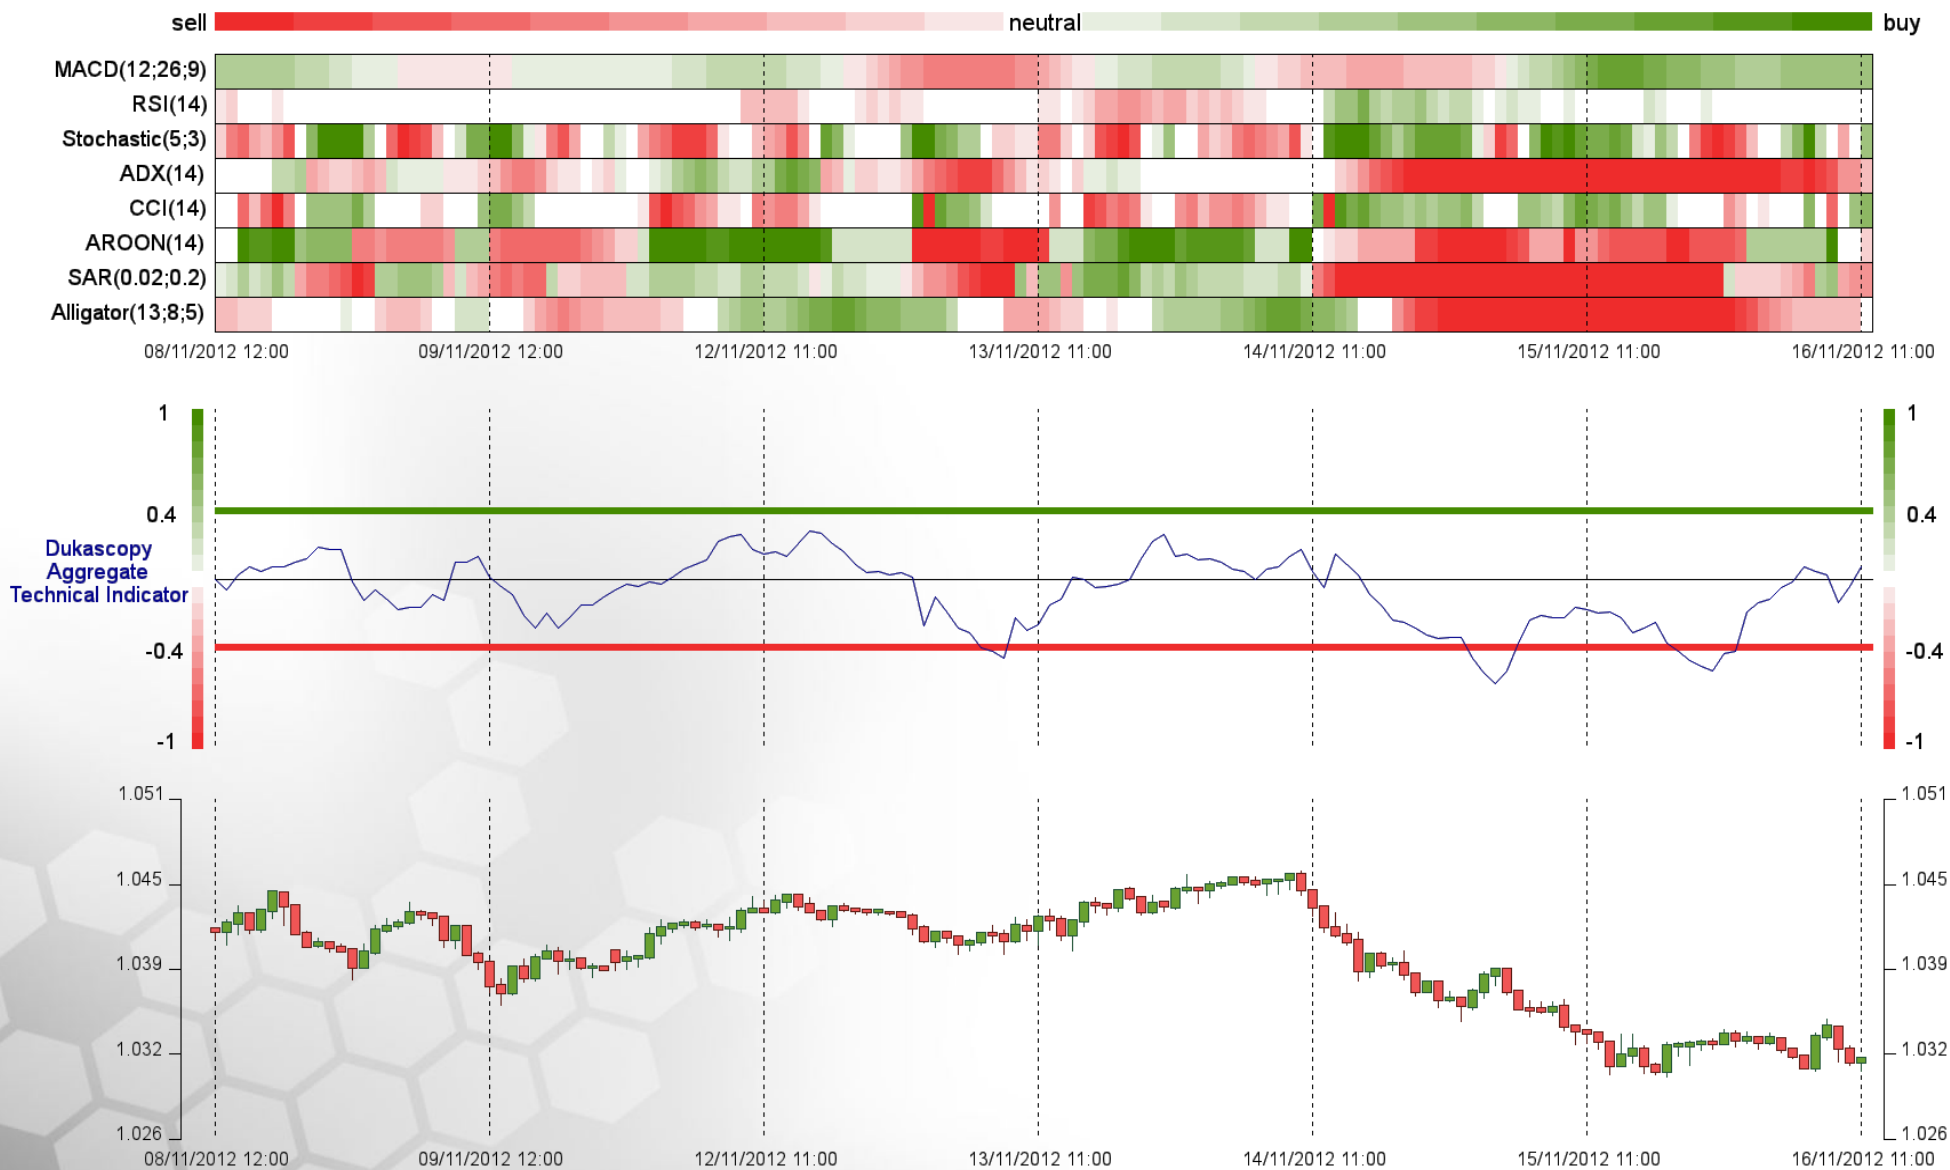 sell neutral buy
MACD(12;26;9)
RSI(14)
Stochastic(5;3)
ADX(14)
CCI(14)
AROON(14)
SAR(0.02;0.2)
Alligator(13;8;5)
08/11/2012 12:00 09/11/2012 12:00 12/11/2012 11:00 13/11/2012 11:00 14/11/2012 11:00 15/11/2012 11:00 16/11/2012 11:00
1 1
0.4 0.4
Dukascopy
Aggregate
Technical Indicator
-0.4 -0.4
-1 -1
1.051 1.051
1.045 1.045
1.039 1.039
1.032 1.032
1.026 1.026
08/11/2012 12:00 09/11/2012 12:00 12/11/2012 11:00 13/11/2012 11:00 14/11/2012 11:00 15/11/2012 11:00 16/11/2012 11:00